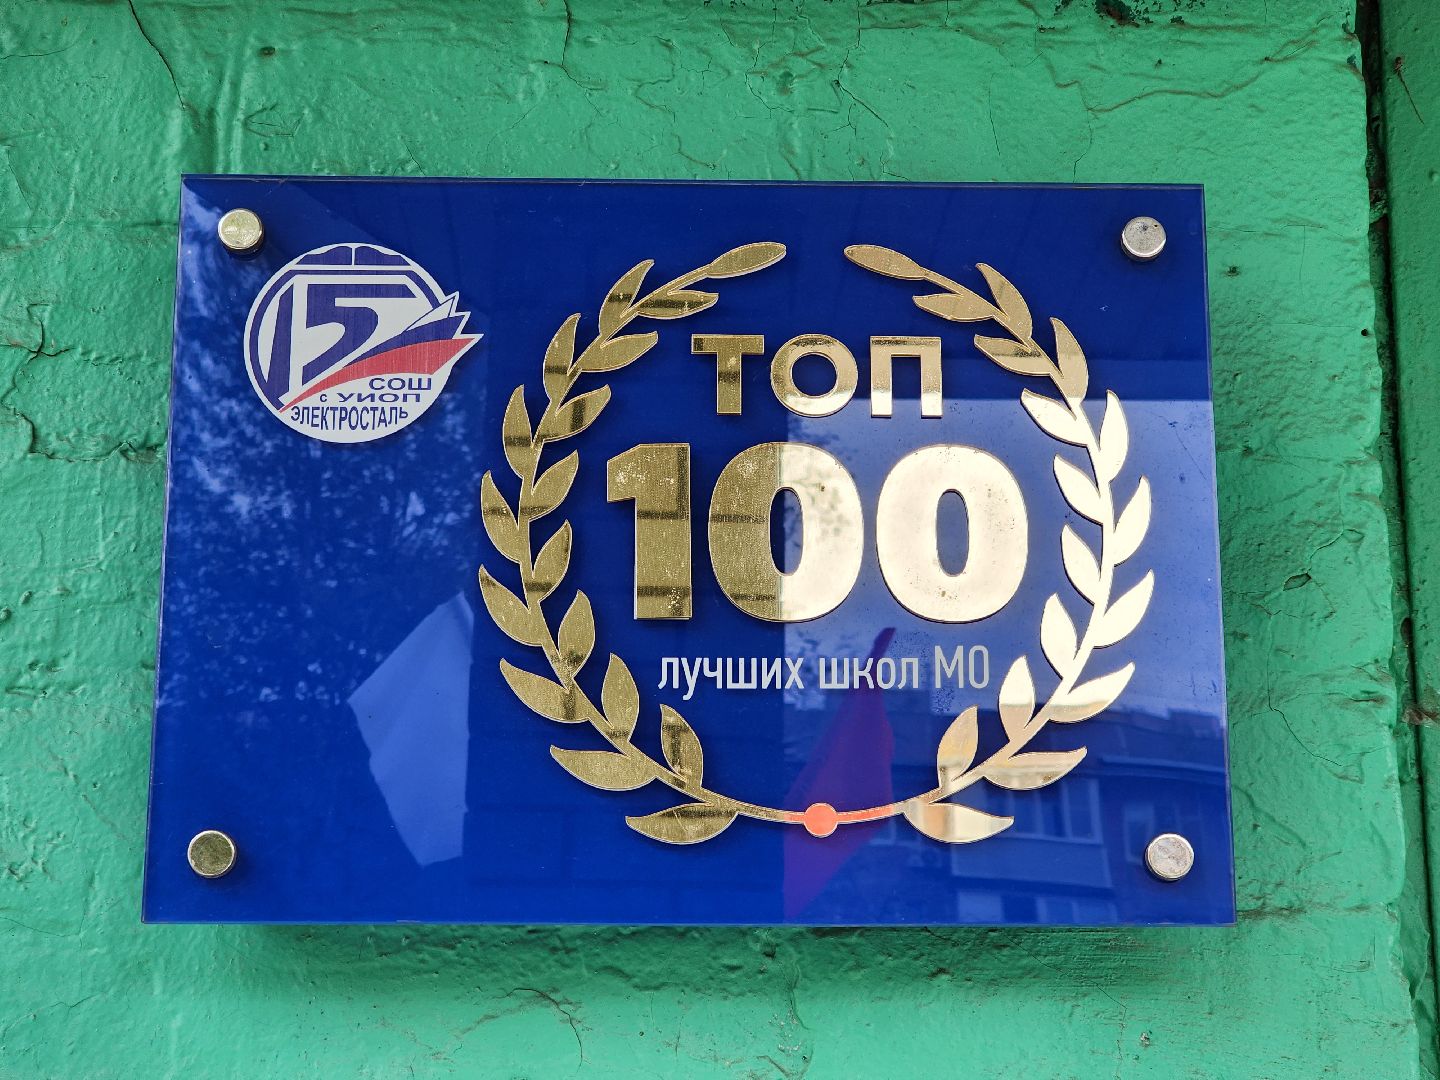 15
СОШ
с УИОП
ЭЛЕКТРОСТАЛЬ
ТОП
100
лучших школ МО